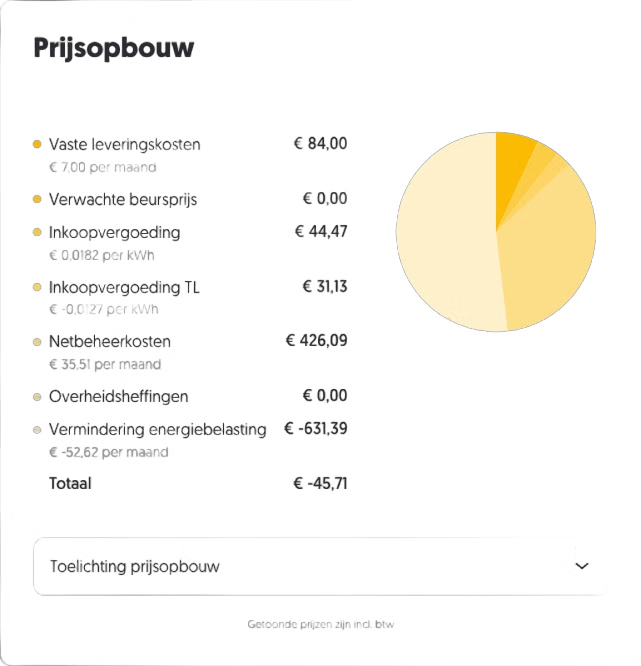 Prijsopbouw
Vaste leveringskosten € 84,00
€ 7,00 per maand
Verwachte beursprijs € 0,00
Inkoopvergoeding € 44,47
€ 0,0182 per kWh
Inkoopvergoeding TL € 31,13
€ -0,0127 per kWh
Netbeheerkosten € 426,09
€ 35,51 per maand
Overheidsheffingen € 0,00
Vermindering energiebelasting € -631,39
€ -52,62 per maand
Totaal € -45,71
Toelichting prijsopbouw
Getoonde prijzen zijn incl. btw